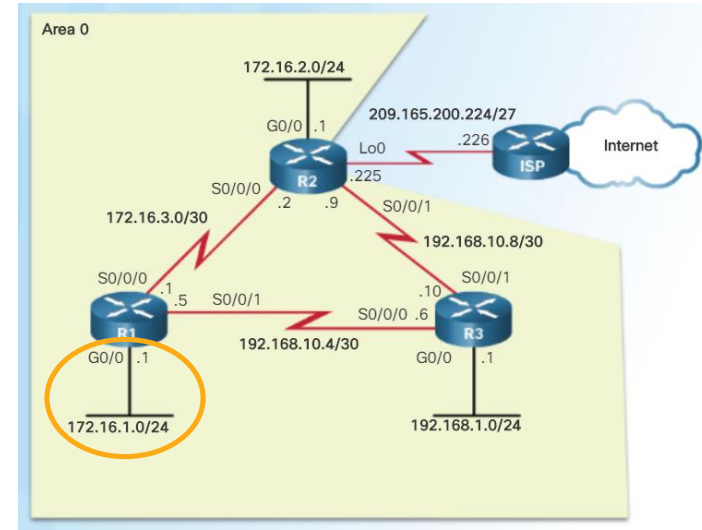 Area 0
172.16.2.0/24
G0/0 .1
209.165.200.224/27
Lo0
.226
Internet
ISP
R2
.225
S0/0/0
.2
.9
S0/0/1
172.16.3.0/30
192.168.10.8/30
S0/0/0
.1
S0/0/1
.5
S0/0/1
.10
S0/0/0 .6
R1
R3
192.168.10.4/30
G0/0 .1
G0/0 .1
172.16.1.0/24
192.168.1.0/24